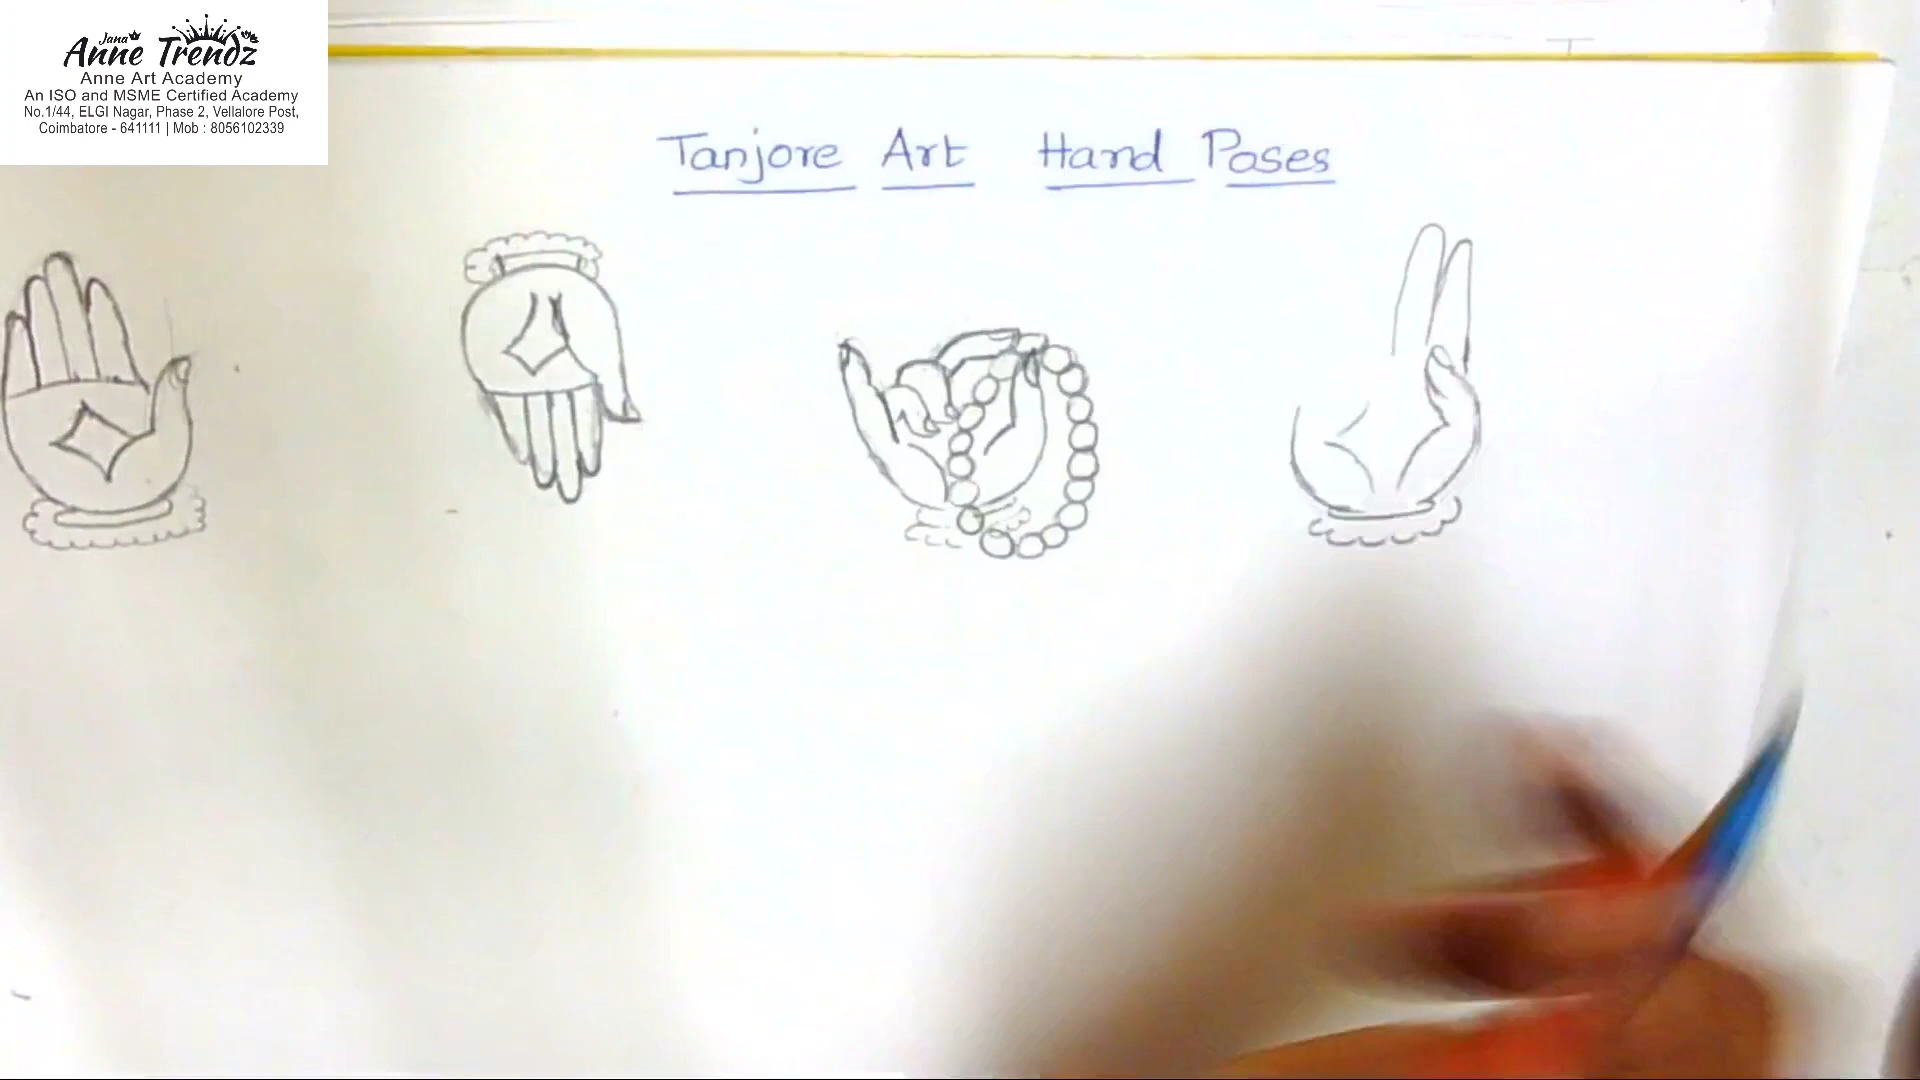 Jana
Anne Trendz
Anne Art Academy
An ISO and MSME Certified Academy
No.1/44, ELGI Nagar, Phase 2, Vellalore Post,
Coimbatore - 641111 | Mob : 8056102339
Tanjore Art Hand Poses